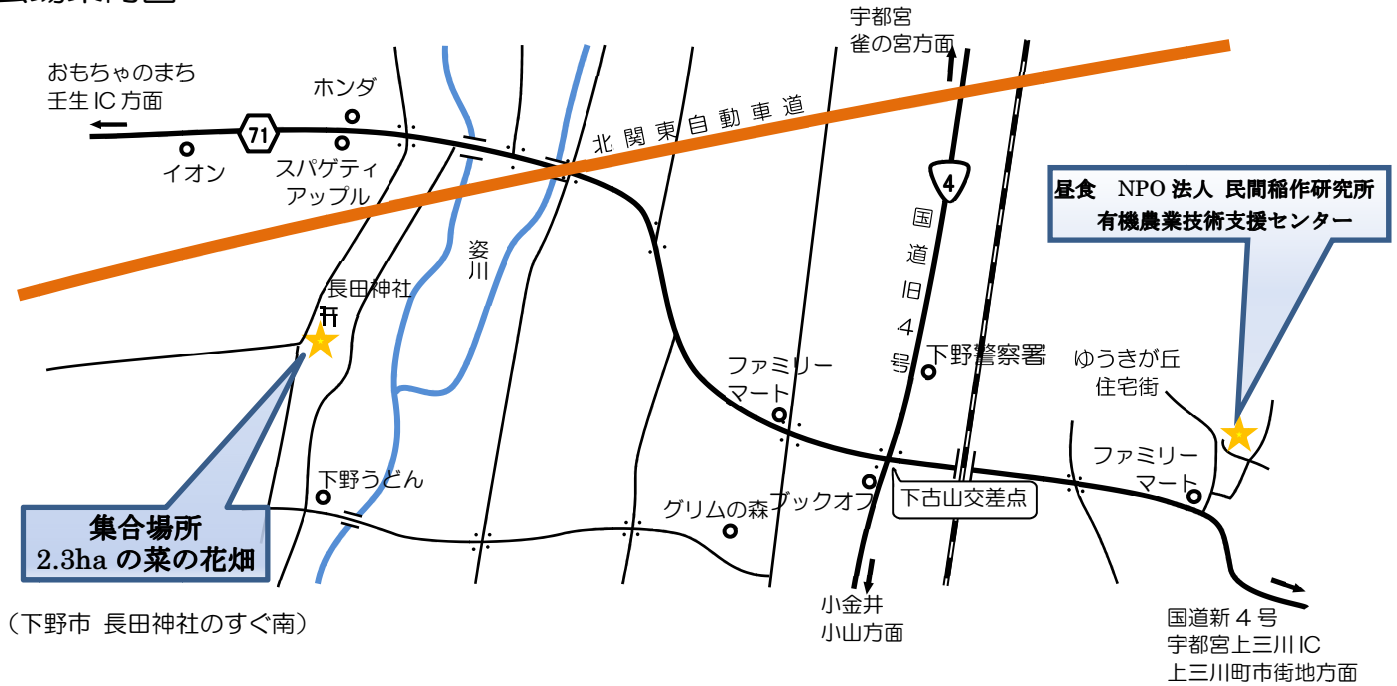 宇都宮
雀の宮方面
おもちゃのまち
壬生 IC 方面
ホンダ
71
イオン
スパゲティ
アップル
北関東自動車道
4
国道旧4号
昼食 NPO 法人 民間稲作研究所
有機農業技術支援センター
姿川
長田神社
下野警察署
ファミリー
マート
ゆうきが丘
住宅街
ファミリー
マート
下野うどん
グリムの森
ブックオフ
下古山交差点
集合場所
2.3ha の菜の花畑
(下野市 長田神社のすぐ南)
小金井
小山方面
国道新 4 号
宇都宮上三川 IC
上三川町市街地方面